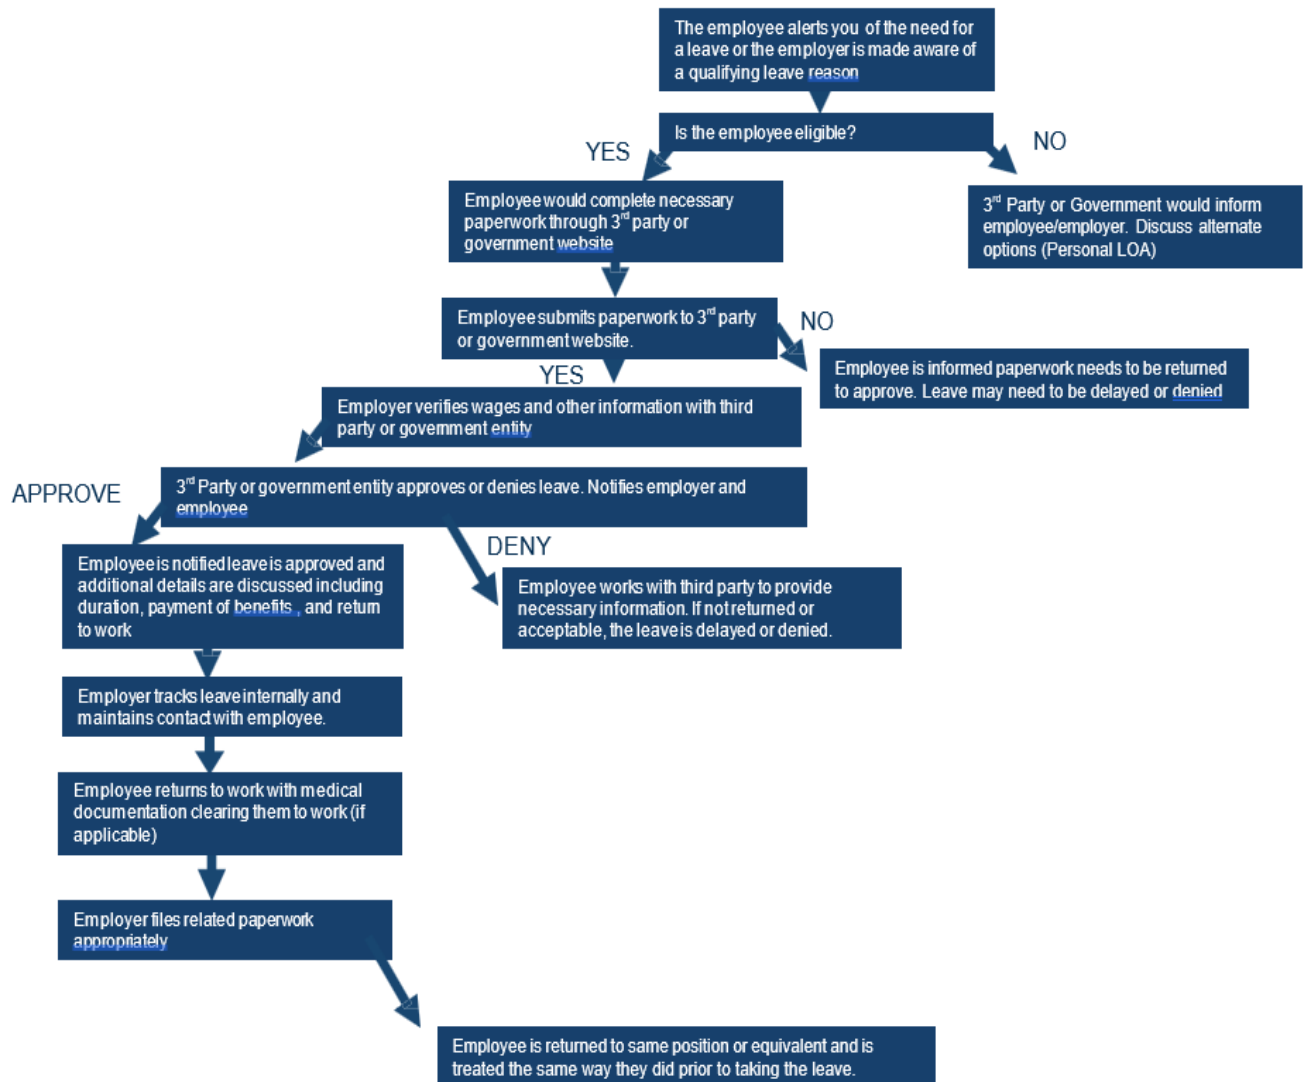 The employee alerts you of the need for
a leave or the employer is made aware of
a qualifying leave reason
Is the employee eligible?
YES
NO
Employee would complete necessary
paperwork through 3rd party or
government website
3rd Party or Government would inform
employee/employer. Discuss alternate
options (Personal LOA)
Employee submits paperwork to 3rd party
or government website.
NO
YES
Employee is informed paperwork needs to be returned
to approve. Leave may need to be delayed or denied
Employer verifies wages and other information with third
party or government entity
APPROVE
3rd Party or government entity approves or denies leave. Notifies employer and
employee
DENY
Employee is notified leave is approved and
additional details are discussed including
duration, payment of benefits , and return
to work
Employee works with third party to provide
necessary information. If not returned or
acceptable, the leave is delayed or denied.
Employer tracks leave internally and
maintains contact with employee.
Employee returns to work with medical
documentation clearing them to work (if
applicable)
Employer files related paperwork
appropriately
Employee is returned to same position or equivalent and is
treated the same way they did prior to taking the leave.